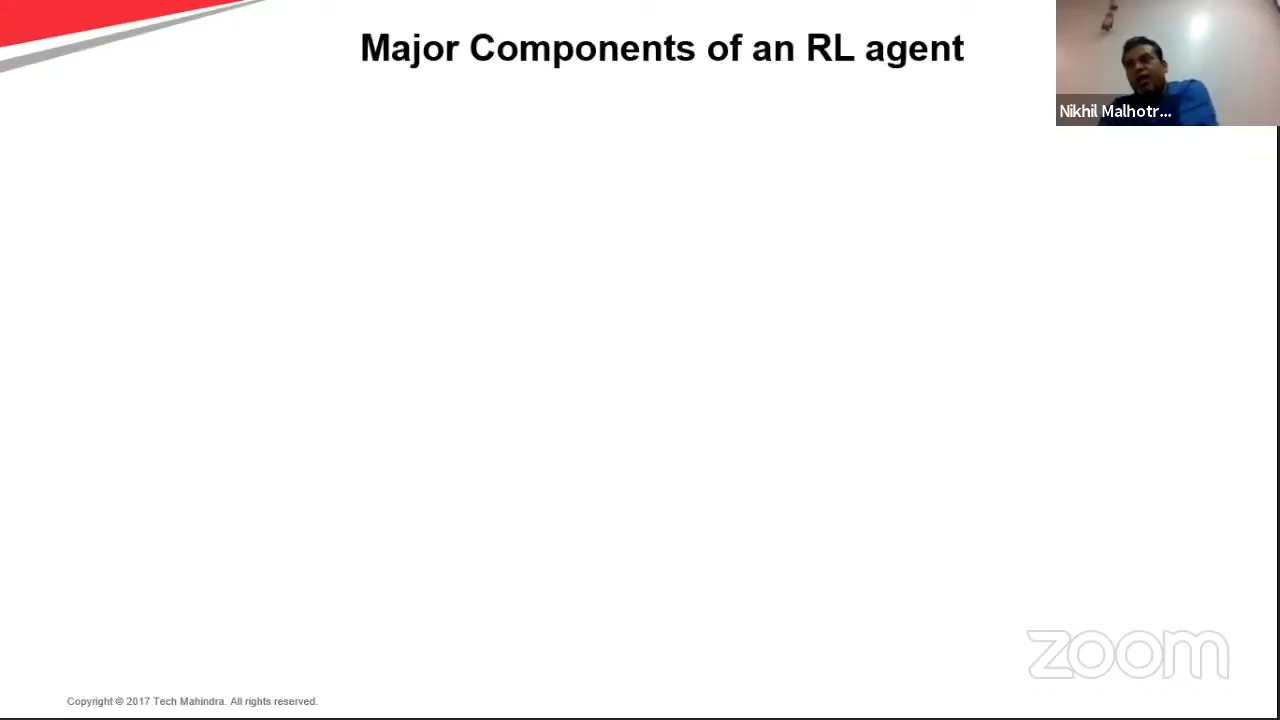 Major Components of an RL agent
Nikhil Malhotr...
zoom
Copyright © 2017 Tech Mahindra. All rights reserved.